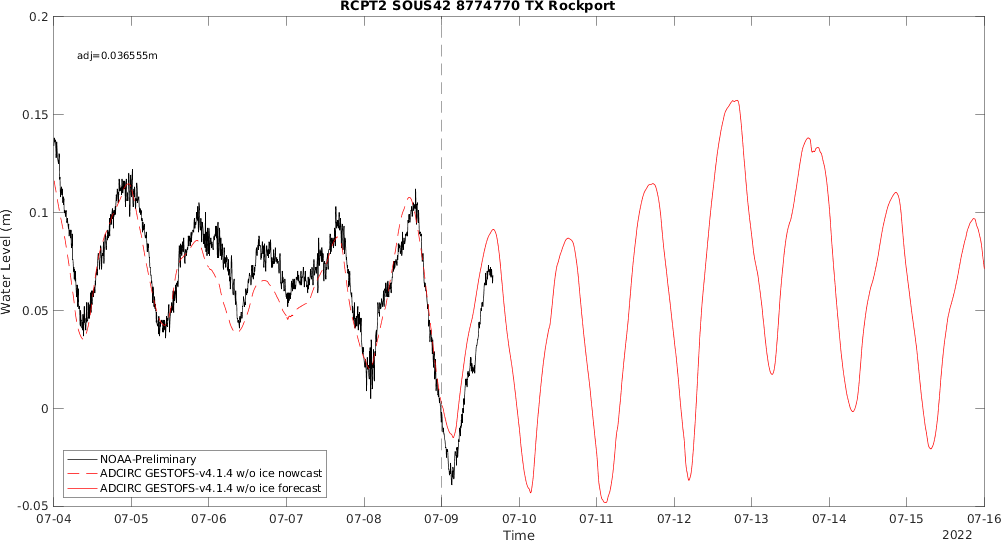 RCPT2 SOUS42 8774770 TX Rockport
0.2
adj=0.036555m
0.15
0.1
Water Level (m)
0.05
0
NOAA-Preliminary
ADCIRC GESTOFS-v4.1.4 w/o ice nowcast
ADCIRC GESTOFS-v4.1.4 w/o ice forecast
-0.05
07-04 07-05 07-06 07-07 07-08 07-09 07-10 07-11 07-12 07-13 07-14 07-15 07-16
Time
2022